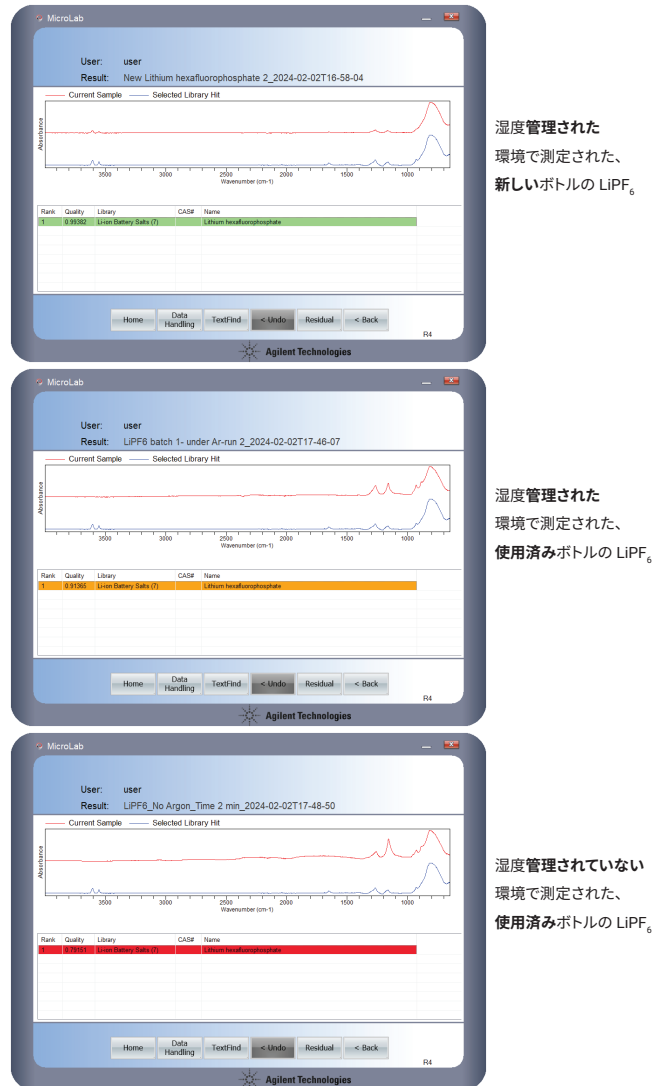 MicroLab
User: user
Result: New Lithium hexafluorophosphate 2_2024-02-02T16-58-04
Current Sample Selected Library Hit
Absorbance
3500 3000 2500 2000 1500 1000
Wavenumber (cm-1)
Rank Quality Library CAS# Name
1 0.99382 Li-ion Battery Salts (7) Lithium hexafluorophosphate
Home Data Handling TextFind < Undo Residual < Back
R4
Agilent Technologies
湿度管理された
環境で測定された、
新しいボトルの LiPF₆
MicroLab
User: user
Result: LiPF6 batch 1- under Ar-run 2_2024-02-02T17-46-07
Current Sample Selected Library Hit
Absorbance
3500 3000 2500 2000 1500 1000
Wavenumber (cm-1)
Rank Quality Library CAS# Name
1 0.91365 Li-ion Battery Salts (7) Lithium hexafluorophosphate
Home Data Handling TextFind < Undo Residual < Back
R4
Agilent Technologies
湿度管理された
環境で測定された、
使用済みボトルの LiPF₆
MicroLab
User: user
Result: LiPF6_No Argon_Time 2 min_2024-02-02T17-48-50
Current Sample Selected Library Hit
Absorbance
3500 3000 2500 2000 1500 1000
Wavenumber (cm-1)
Rank Quality Library CAS# Name
1 0.79151 Li-ion Battery Salts (7) Lithium hexafluorophosphate
Home Data Handling TextFind < Undo Residual < Back
R4
Agilent Technologies
湿度管理されていない
環境で測定された、
使用済みボトルの LiPF₆